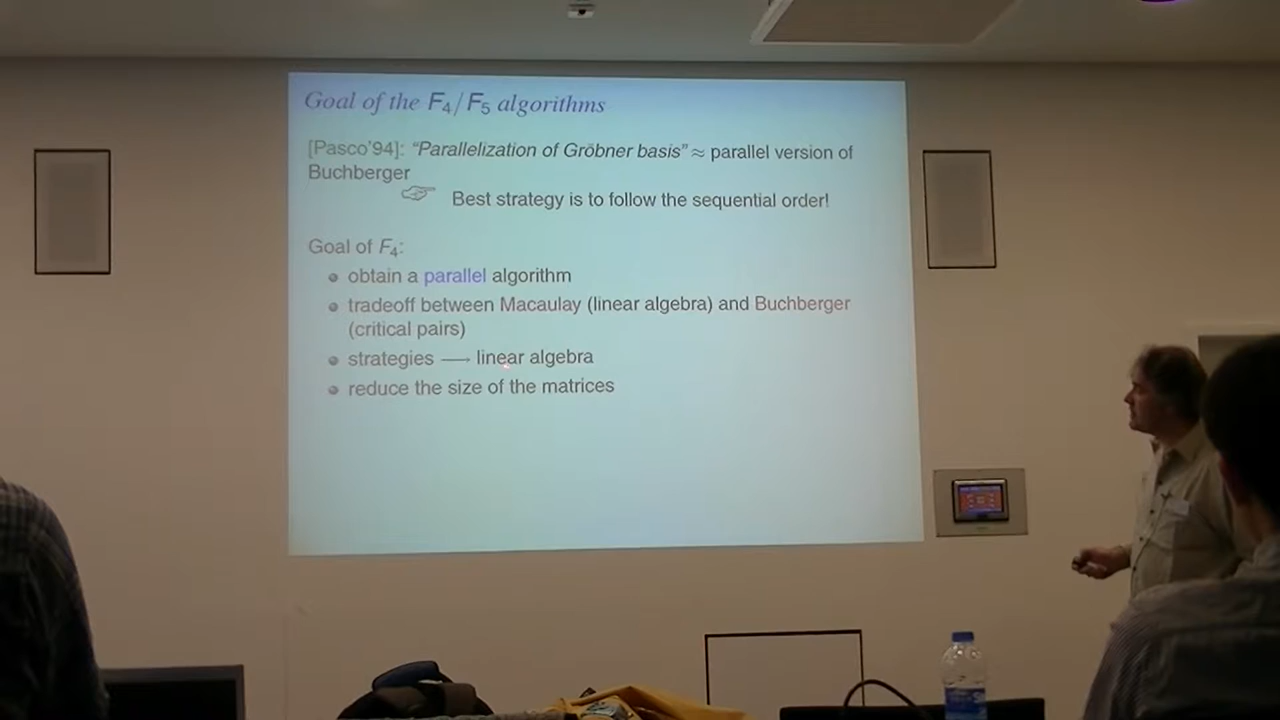 Goal of the F4/F5 algorithms
[Pasco'94]: "Parallelization of Gröbner basis" ≈ parallel version of
Buchberger
☞ Best strategy is to follow the sequential order!
Goal of F4:
• obtain a parallel algorithm
• tradeoff between Macaulay (linear algebra) and Buchberger
(critical pairs)
• strategies ⟶ linear algebra
• reduce the size of the matrices